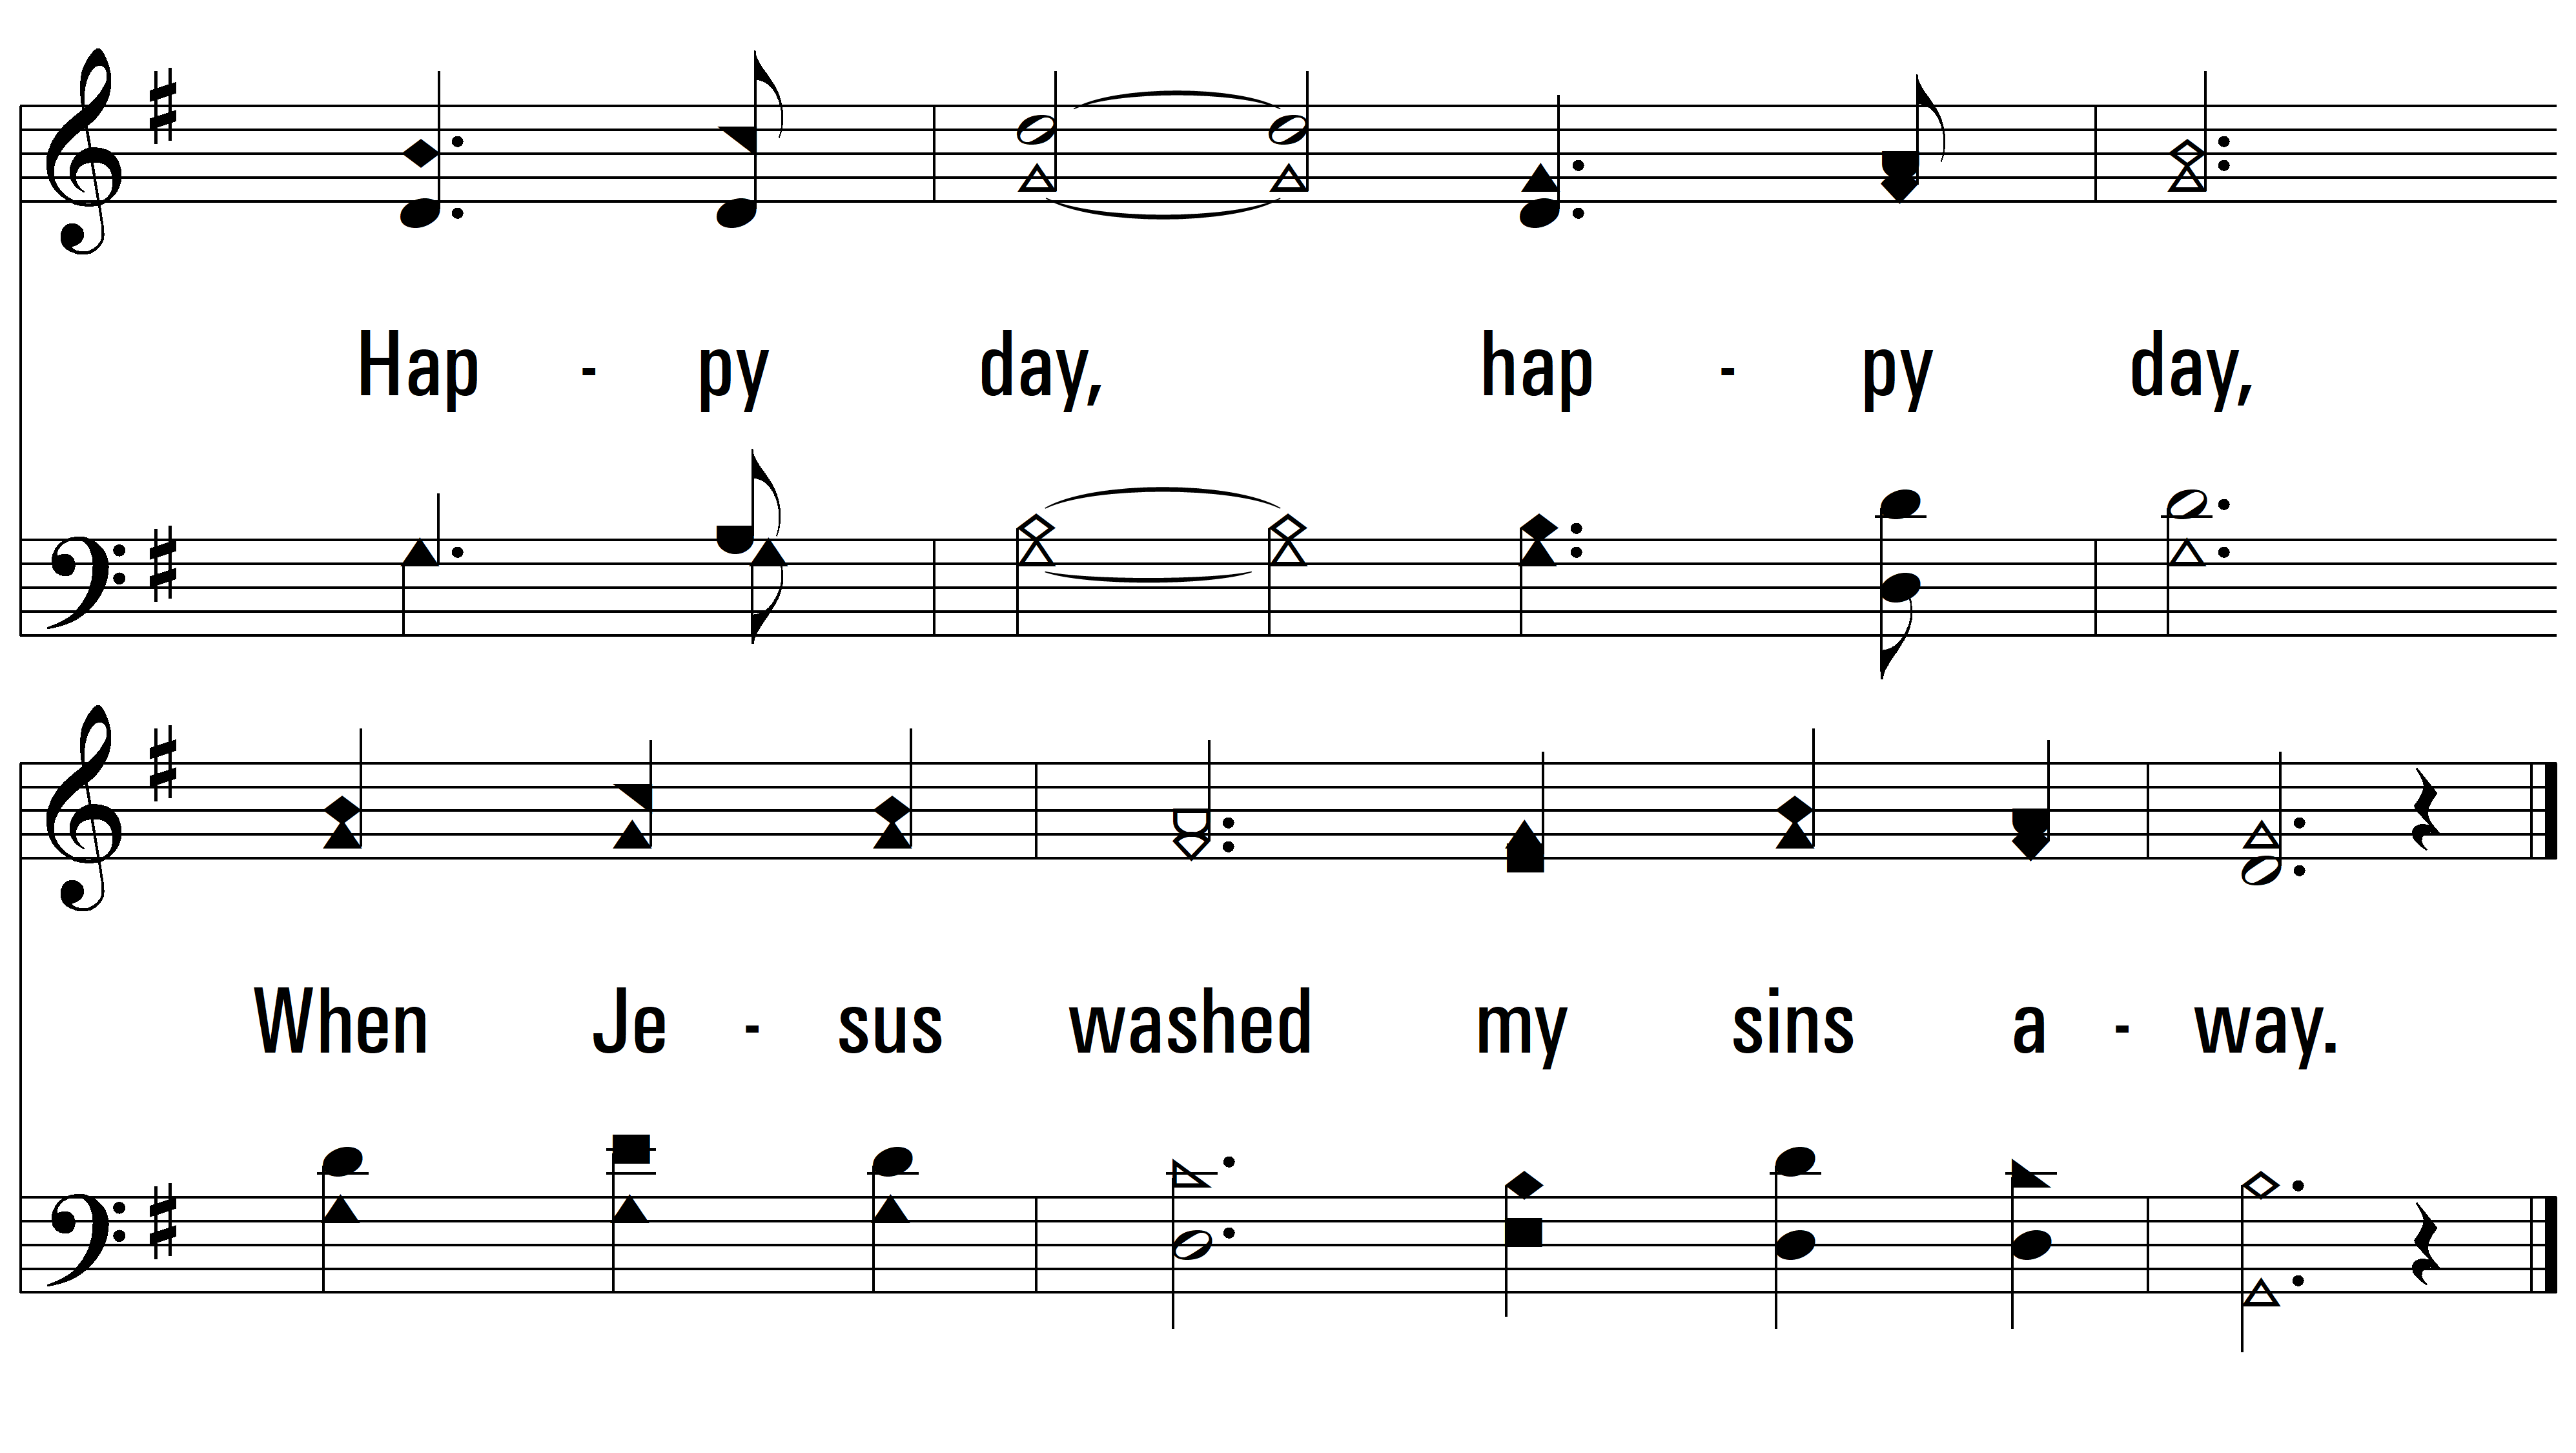 Hap - py day, hap - py day,
When Je - sus washed my sins a - way.